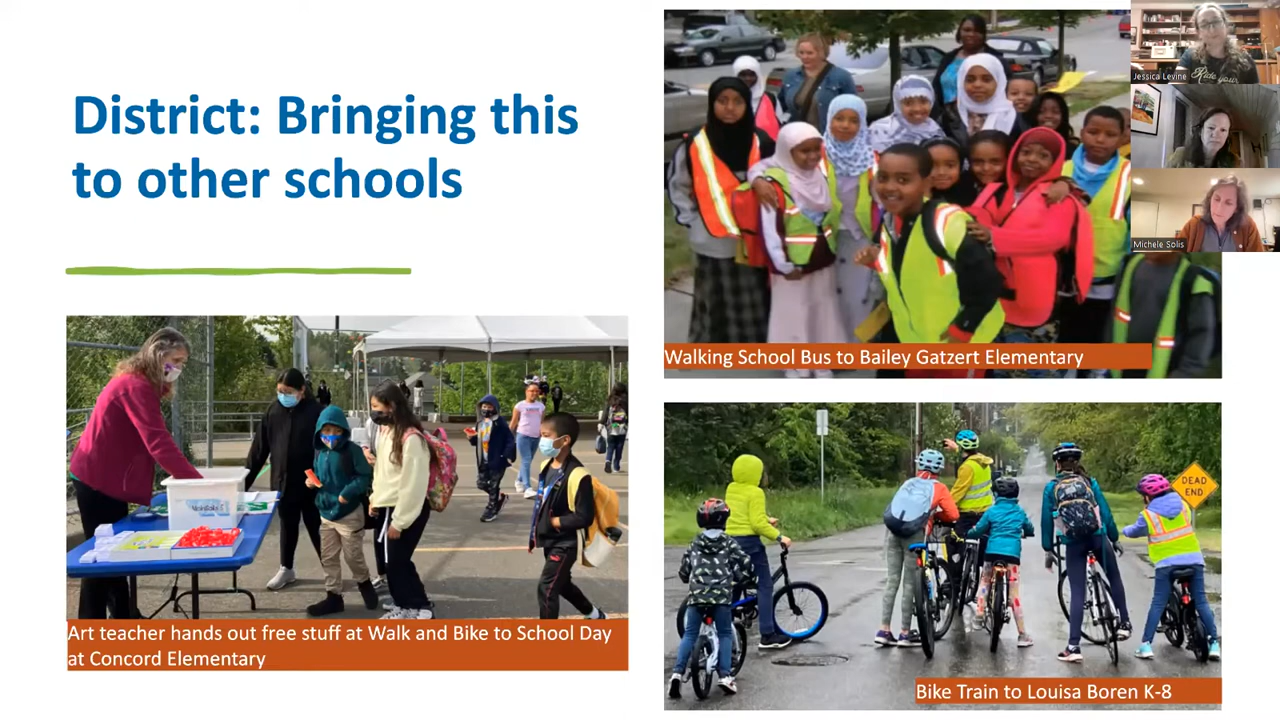 District: Bringing this
to other schools
Walking School Bus to Bailey Gatzert Elementary
Jessica Levine
Ride your
Michele Solis
Art teacher hands out free stuff at Walk and Bike to School Day
at Concord Elementary
DEAD
END
Bike Train to Louisa Boren K-8